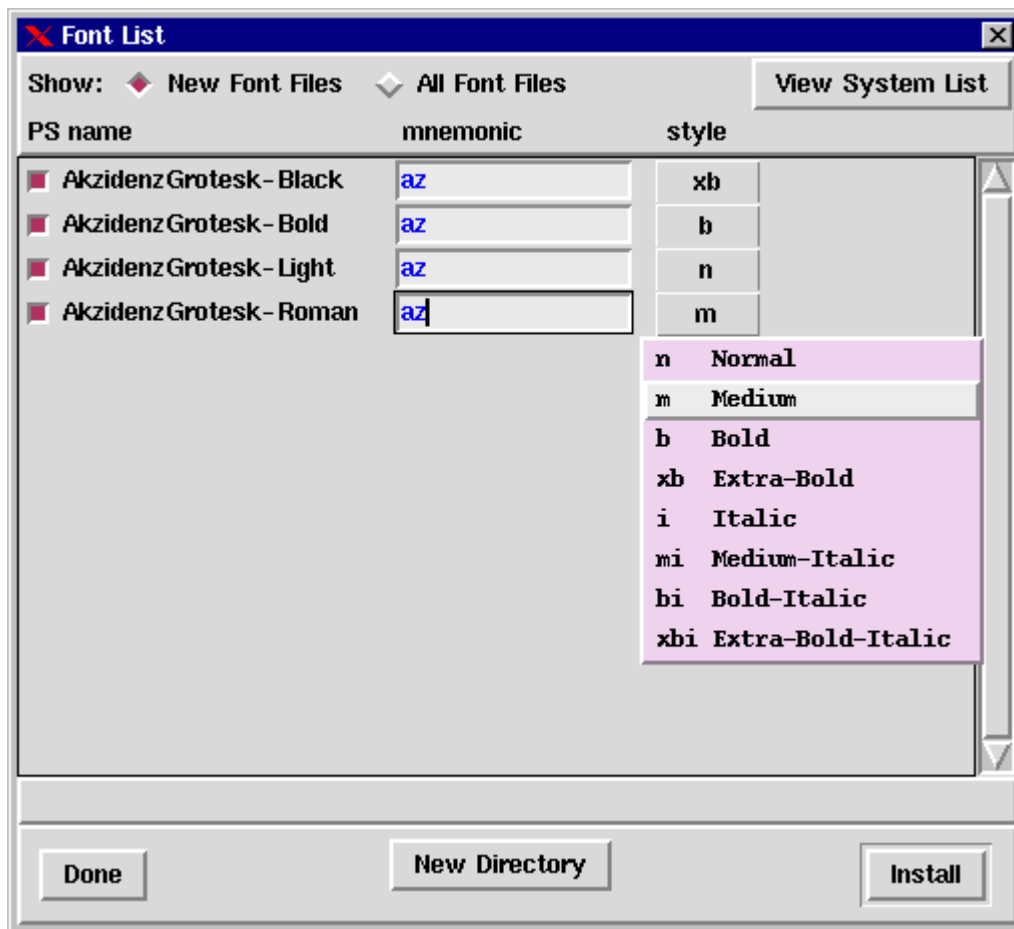 Font List
Show: New Font Files All Font Files View System List
PS name mnemonic style
AkzidenzGrotesk-Black az xb
AkzidenzGrotesk-Bold az b
AkzidenzGrotesk-Light az n
AkzidenzGrotesk-Roman az m
n Normal
m Medium
b Bold
xb Extra-Bold
i Italic
mi Medium-Italic
bi Bold-Italic
xbi Extra-Bold-Italic
Done New Directory Install